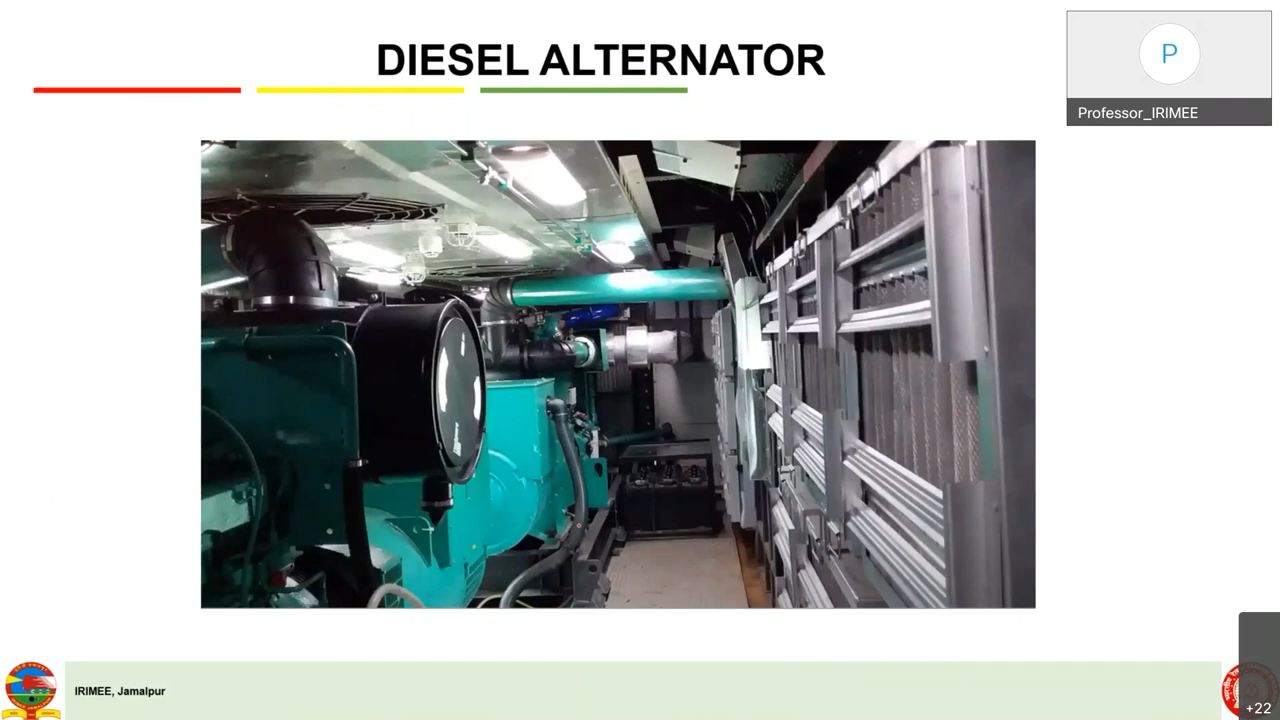 DIESEL ALTERNATOR
P
Professor_IRIMEE
IRIMEE, Jamalpur
+22